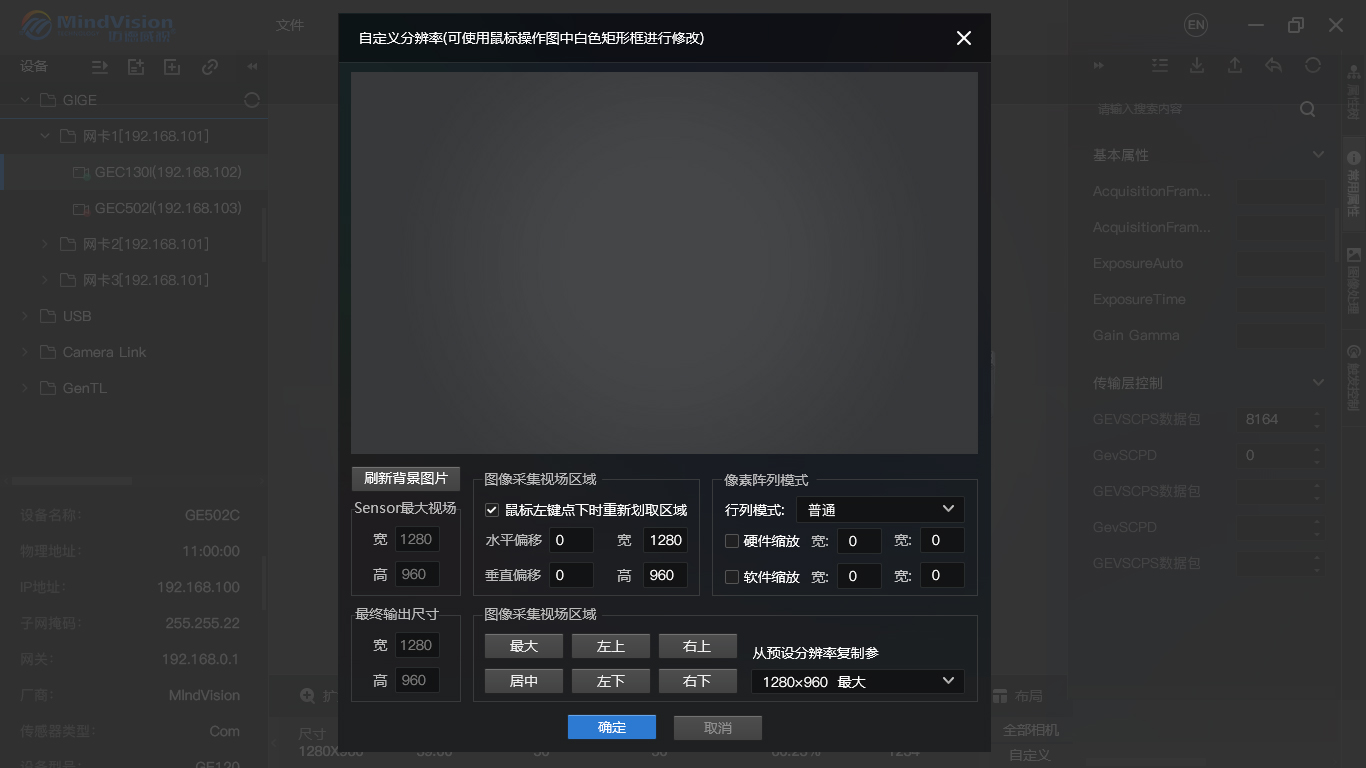 MindVision
文件
EN
自定义分辨率(可使用鼠标操作图中白色矩形框进行修改)
设备
GIGE
网卡1[192.168.101]
GEC130I(192.168.102)
GEC502I(192.168.103)
网卡2[192.168.101]
网卡3[192.168.101]
USB
Camera Link
GenTL
设备名称: GE502C
物理地址: 11:00:00
IP地址: 192.168.100
子网掩码: 255.255.22
网关: 192.168.0.1
厂商: MIndVision
传感器类型: Com
设备型号: GE120
刷新背景图片
Sensor最大视场
宽 1280
高 960
图像采集视场区域
鼠标左键点下时重新划取区域
水平偏移 0 宽 1280
垂直偏移 0 高 960
像素阵列模式
行列模式: 普通
硬件缩放 宽: 0 宽: 0
软件缩放 宽: 0 宽: 0
最终输出尺寸
宽 1280
高 960
图像采集视场区域
最大 左上 右上
居中 左下 右下
从预设分辨率复制参
1280×960 最大
确定 取消
扩
尺寸
布局
全部相机
自定义
请输入搜索内容
基本属性
AcquisitionFram...
AcquisitionFram...
ExposureAuto
ExposureTime
Gain Gamma
传输层控制
GEVSCPS数据包 8164
GevSCPD 0
GEVSCPS数据包
GevSCPD
GEVSCPS数据包
属性树
常用属性
图像处理
触发控制